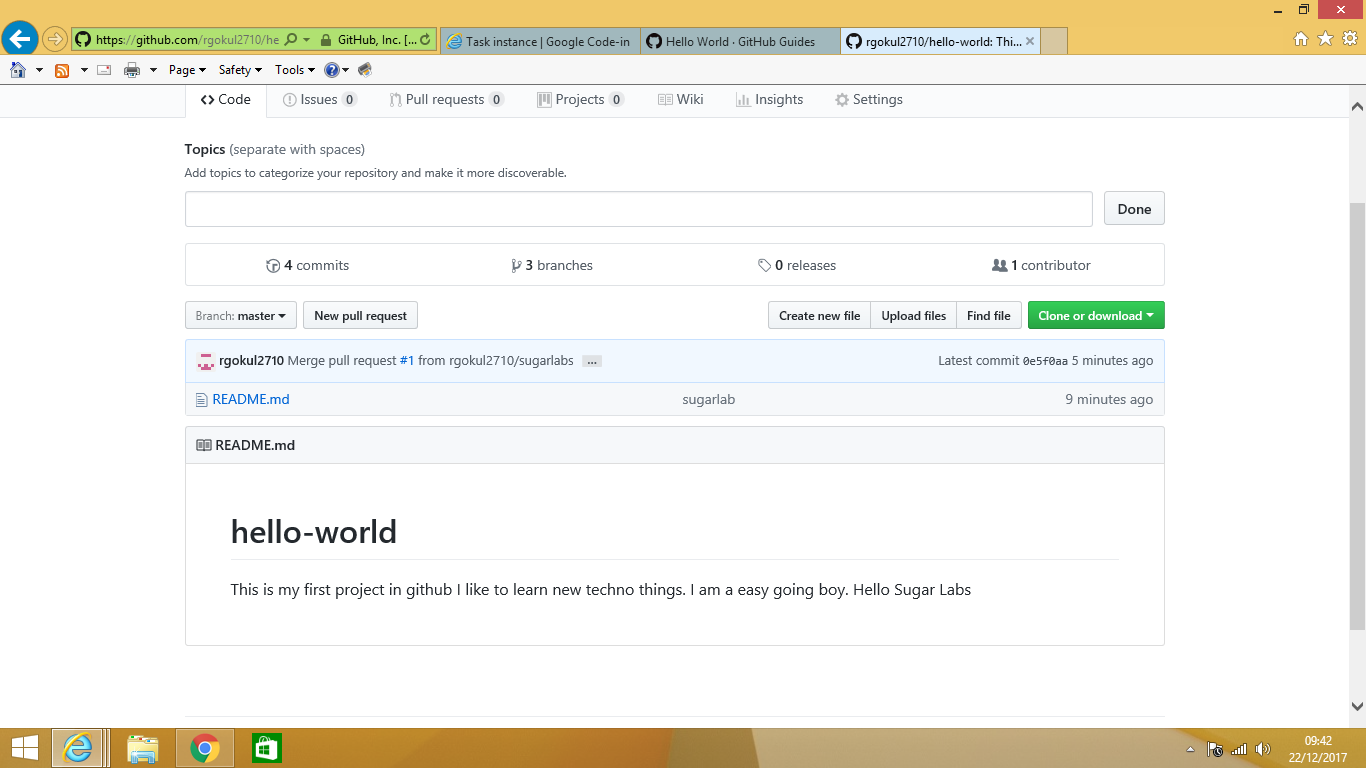 https://github.com/rgokul2710/he
GitHub, Inc. [...
Task instance | Google Code-in
Hello World · GitHub Guides
rgokul2710/hello-world: Thi...
Page
Safety
Tools
Code
Issues 0
Pull requests 0
Projects 0
Wiki
Insights
Settings
Topics (separate with spaces)
Add topics to categorize your repository and make it more discoverable.
Done
4 commits
3 branches
0 releases
1 contributor
Branch: master
New pull request
Create new file
Upload files
Find file
Clone or download
rgokul2710 Merge pull request #1 from rgokul2710/sugarlabs ...
Latest commit 0e5f0aa 5 minutes ago
README.md
sugarlab
9 minutes ago
README.md
hello-world
This is my first project in github I like to learn new techno things. I am a easy going boy. Hello Sugar Labs
09:42
22/12/2017